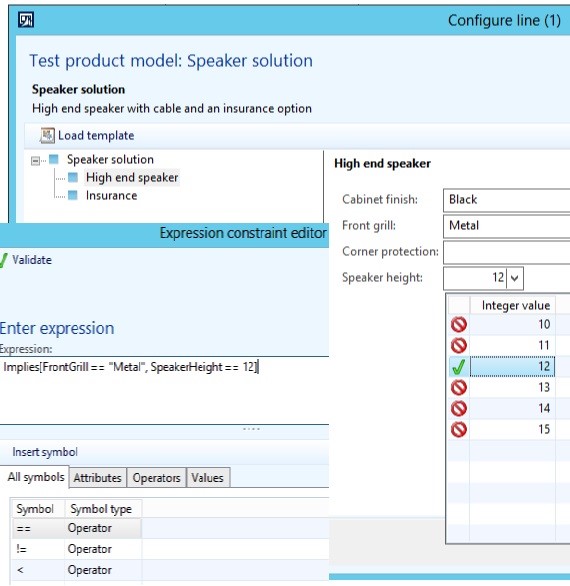 Configure line (1)
Test product model: Speaker solution
Speaker solution
High end speaker with cable and an insurance option
Load template
Speaker solution
High end speaker
Insurance
High end speaker
Cabinet finish: Black
Front grill: Metal
Corner protection:
Speaker height: 12
Integer value
10
11
12
13
14
15
Expression constraint editor
Validate
Enter expression
Expression:
Implies[FrontGrill == "Metal", SpeakerHeight == 12]
Insert symbol
All symbols Attributes Operators Values
Symbol Symbol type
== Operator
!= Operator
< Operator